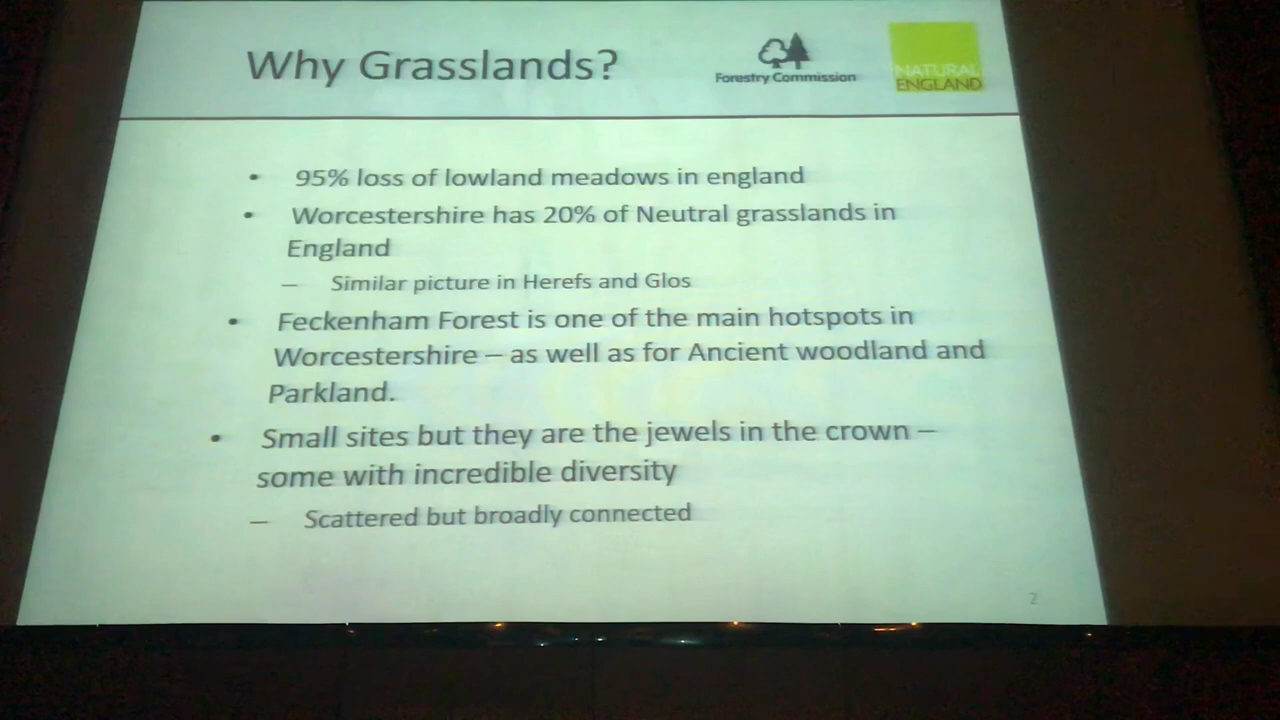 Why Grasslands?
Forestry Commission
NATURAL
ENGLAND
• 95% loss of lowland meadows in england
• Worcestershire has 20% of Neutral grasslands in
England
– Similar picture in Herefs and Glos
• Feckenham Forest is one of the main hotspots in
Worcestershire – as well as for Ancient woodland and
Parkland.
• Small sites but they are the jewels in the crown –
some with incredible diversity
– Scattered but broadly connected
2